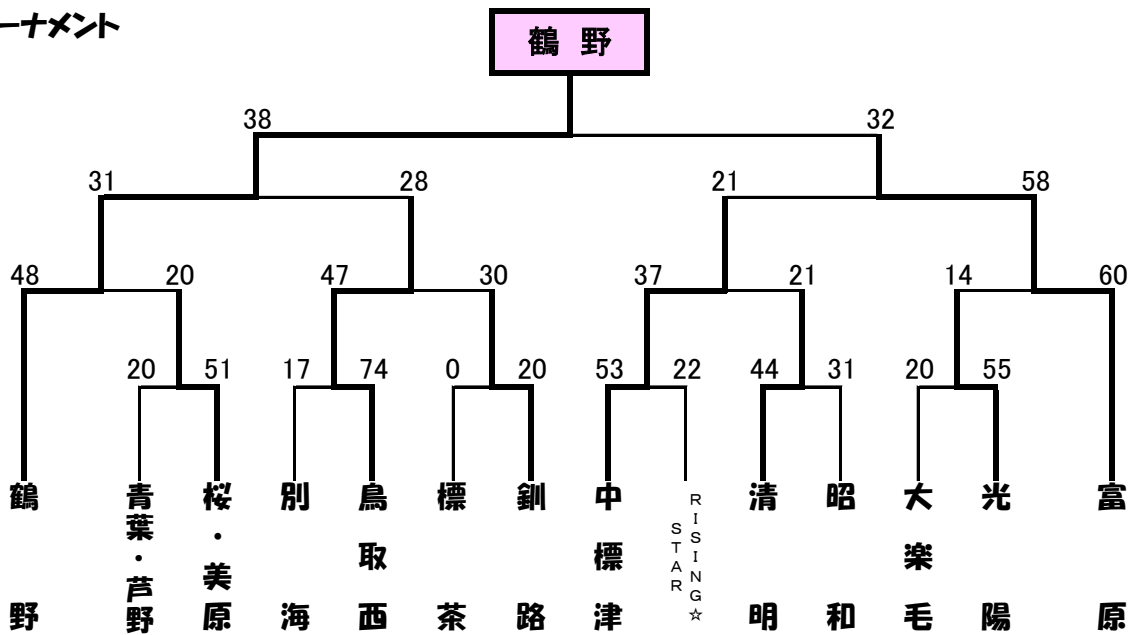 ーナメント
鶴 野
38 32
31 28 21 58
48 20 47 30 37 21 14 60
20 51 17 74 0 20 53 22 44 31 20 55
鶴野
青葉・芦野
桜・美原
別海
鳥取西
標茶
釧路
中標津
RISING☆
STAR
清明
昭和
大楽毛
光陽
富原